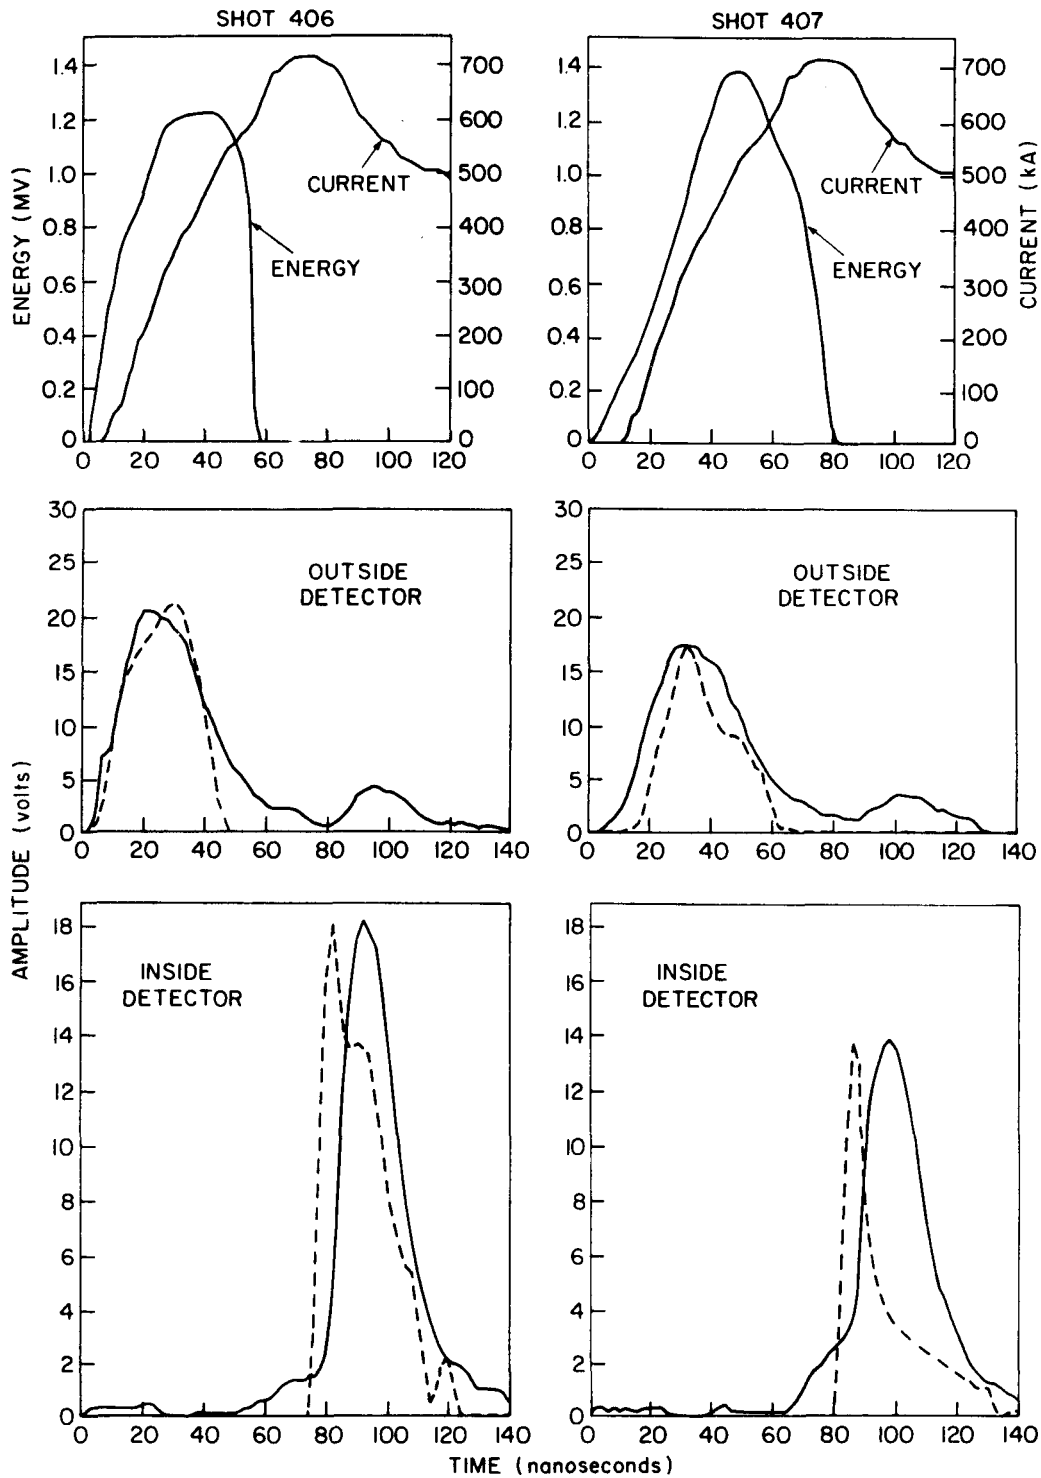 SHOT 406
SHOT 407
1.4
1.2
1.0
0.8
0.6
0.4
0.2
0
ENERGY (MV)
700
600
500
400
300
200
100
0
CURRENT
ENERGY
0 20 40 60 80 100 120
1.4
1.2
1.0
0.8
0.6
0.4
0.2
0
700
600
500
400
300
200
100
0
CURRENT (kA)
CURRENT
ENERGY
0 20 40 60 80 100 120
30
25
20
15
10
5
0
OUTSIDE
DETECTOR
0 20 40 60 80 100 120 140
30
25
20
15
10
5
0
OUTSIDE
DETECTOR
0 20 40 60 80 100 120 140
AMPLITUDE (volts)
18
16
14
12
10
8
6
4
2
0
INSIDE
DETECTOR
0 20 40 60 80 100 120 140
18
16
14
12
10
8
6
4
2
0
INSIDE
DETECTOR
0 20 40 60 80 100 120 140
TIME (nanoseconds)